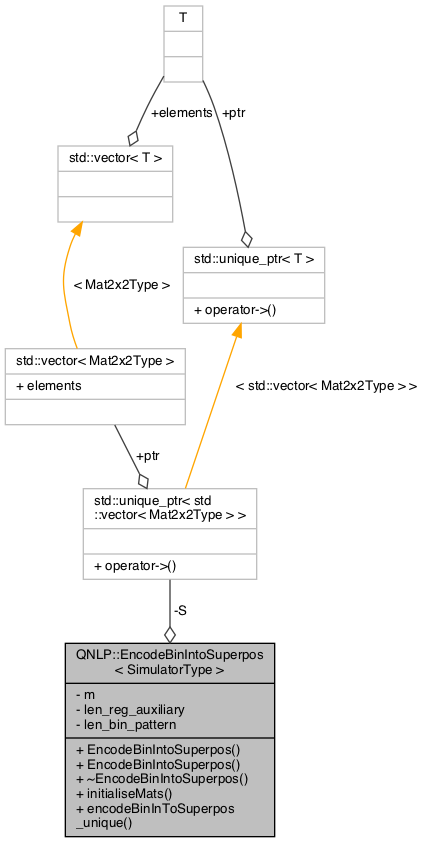 T
+elements
+ptr
std::vector< T >
std::unique_ptr< T >
+ operator->()
< Mat2x2Type >
std::vector< Mat2x2Type >
+ elements
< std::vector< Mat2x2Type > >
+ptr
std::unique_ptr< std
::vector< Mat2x2Type > >
+ operator->()
-S
QNLP::EncodeBinIntoSuperpos
< SimulatorType >
- m
- len_reg_auxiliary
- len_bin_pattern
+ EncodeBinIntoSuperpos()
+ EncodeBinIntoSuperpos()
+ ~EncodeBinIntoSuperpos()
+ initialiseMats()
+ encodeBinInToSuperpos
_unique()